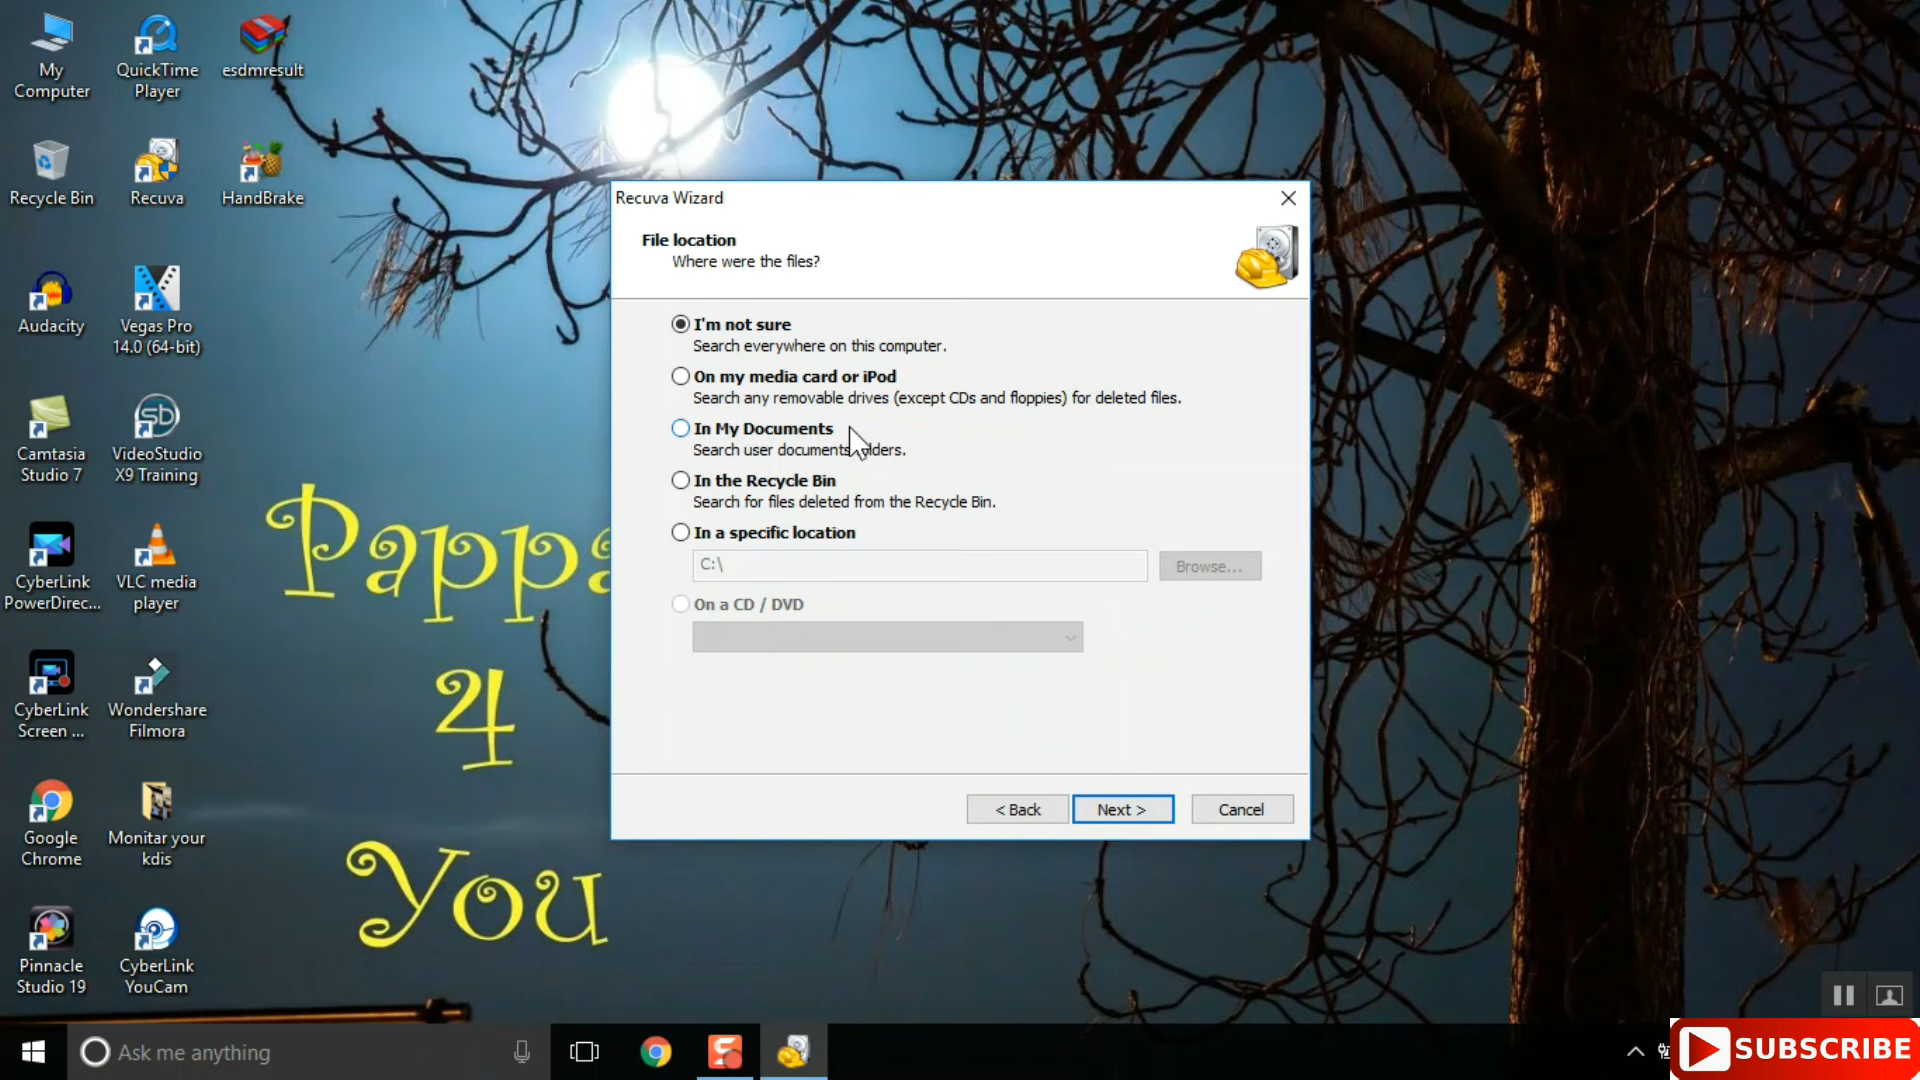 My
Computer
QuickTime
Player
esdmresult
Recycle Bin
Recuva
HandBrake
Audacity
Vegas Pro
14.0 (64-bit)
Camtasia
Studio 7
VideoStudio
X9 Training
CyberLink
PowerDirec...
VLC media
player
CyberLink
Screen ...
Wondershare
Filmora
Google
Chrome
Monitar your
kdis
Pinnacle
Studio 19
CyberLink
YouCam
Pappa
4
You
Recuva Wizard
File location
Where were the files?
I'm not sure
Search everywhere on this computer.
On my media card or iPod
Search any removable drives (except CDs and floppies) for deleted files.
In My Documents
Search user documents
In the Recycle Bin
Search for files deleted from the Recycle Bin.
In a specific location
C:\
Browse...
On a CD / DVD
< Back
Next >
Cancel
Ask me anything
SUBSCRIBE